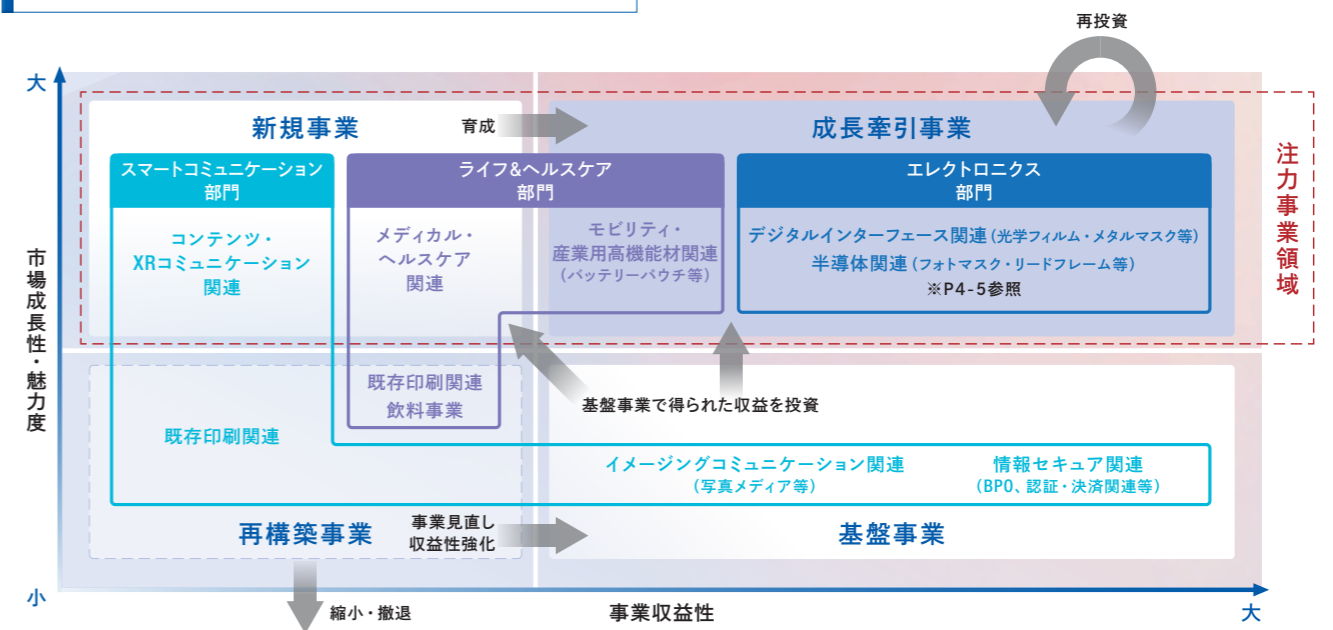 再投資
大
新規事業
育成
成長牽引事業
スマートコミュニケーション
部門
ライフ&ヘルスケア
部門
エレクトロニクス
部門
コンテンツ・
XRコミュニケーション
関連
メディカル・
ヘルスケア
関連
モビリティ・
産業用高機能材関連
（バッテリーパウチ等）
デジタルインターフェース関連（光学フィルム・メタルマスク等）
半導体関連（フォトマスク・リードフレーム等）
※P4-5参照
注力事業領域
市場成長性・魅力度
既存印刷関連
飲料事業
基盤事業で得られた収益を投資
既存印刷関連
イメージングコミュニケーション関連
（写真メディア等）
情報セキュア関連
（BPO、認証・決済関連等）
再構築事業
事業見直し
収益性強化
基盤事業
小
縮小・撤退
事業収益性
大